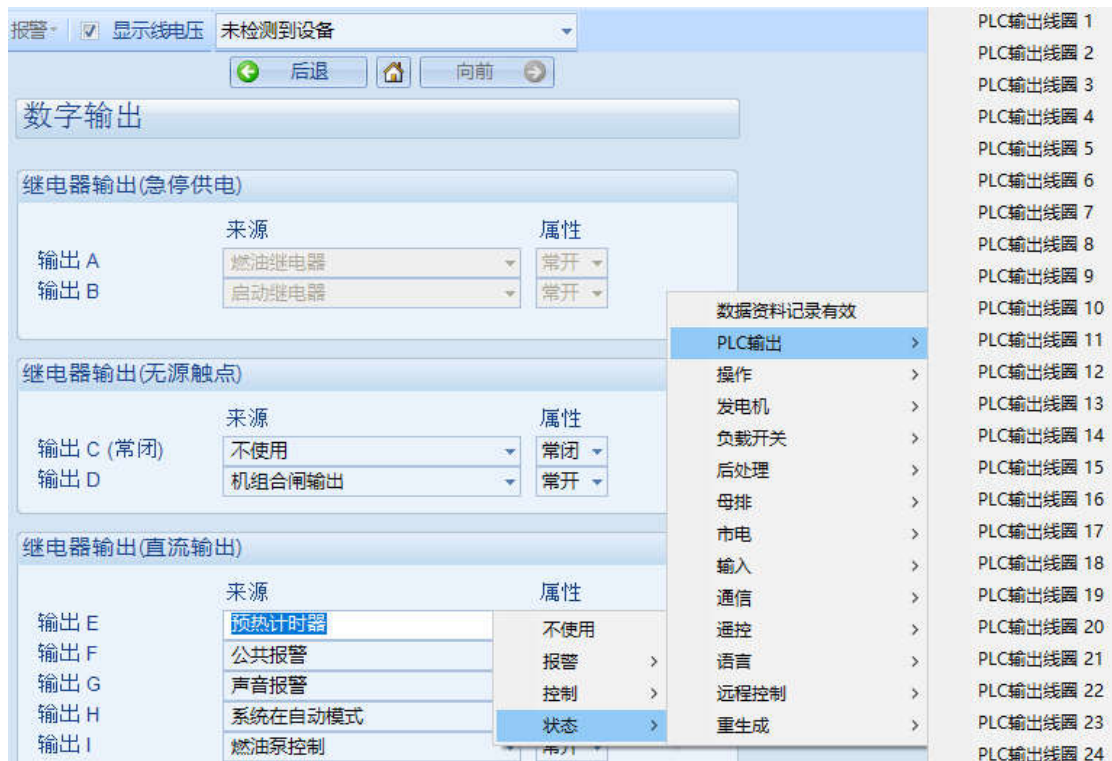 报警 显示线电压 未检测到设备
后退 向前
数字输出
继电器输出(急停供电)
来源 属性
输出 A 燃油继电器 常开
输出 B 启动继电器 常开
继电器输出(无源触点)
来源 属性
输出 C (常闭) 不使用 常闭
输出 D 机组合闸输出 常开
继电器输出(直流输出)
来源 属性
输出 E 预热计时器
输出 F 公共报警
输出 G 声音报警
输出 H 系统在自动模式
输出 I 燃油泵控制 常开
不使用
报警
控制
状态
数据资料记录有效
PLC输出
操作
发电机
负载开关
后处理
母排
市电
输入
通信
遥控
语言
远程控制
重生成
PLC输出线圈 1
PLC输出线圈 2
PLC输出线圈 3
PLC输出线圈 4
PLC输出线圈 5
PLC输出线圈 6
PLC输出线圈 7
PLC输出线圈 8
PLC输出线圈 9
PLC输出线圈 10
PLC输出线圈 11
PLC输出线圈 12
PLC输出线圈 13
PLC输出线圈 14
PLC输出线圈 15
PLC输出线圈 16
PLC输出线圈 17
PLC输出线圈 18
PLC输出线圈 19
PLC输出线圈 20
PLC输出线圈 21
PLC输出线圈 22
PLC输出线圈 23
PLC输出线圈 24